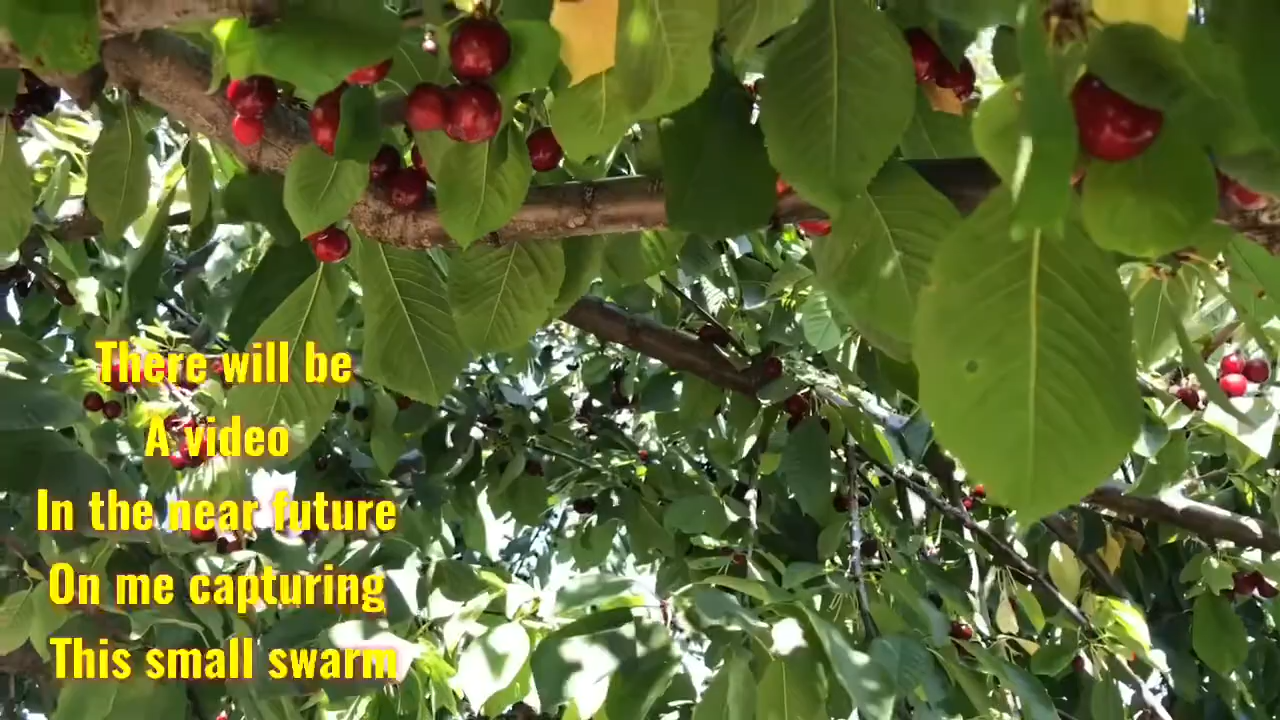 There will be
A video
In the near future
On me capturing
This small swarm